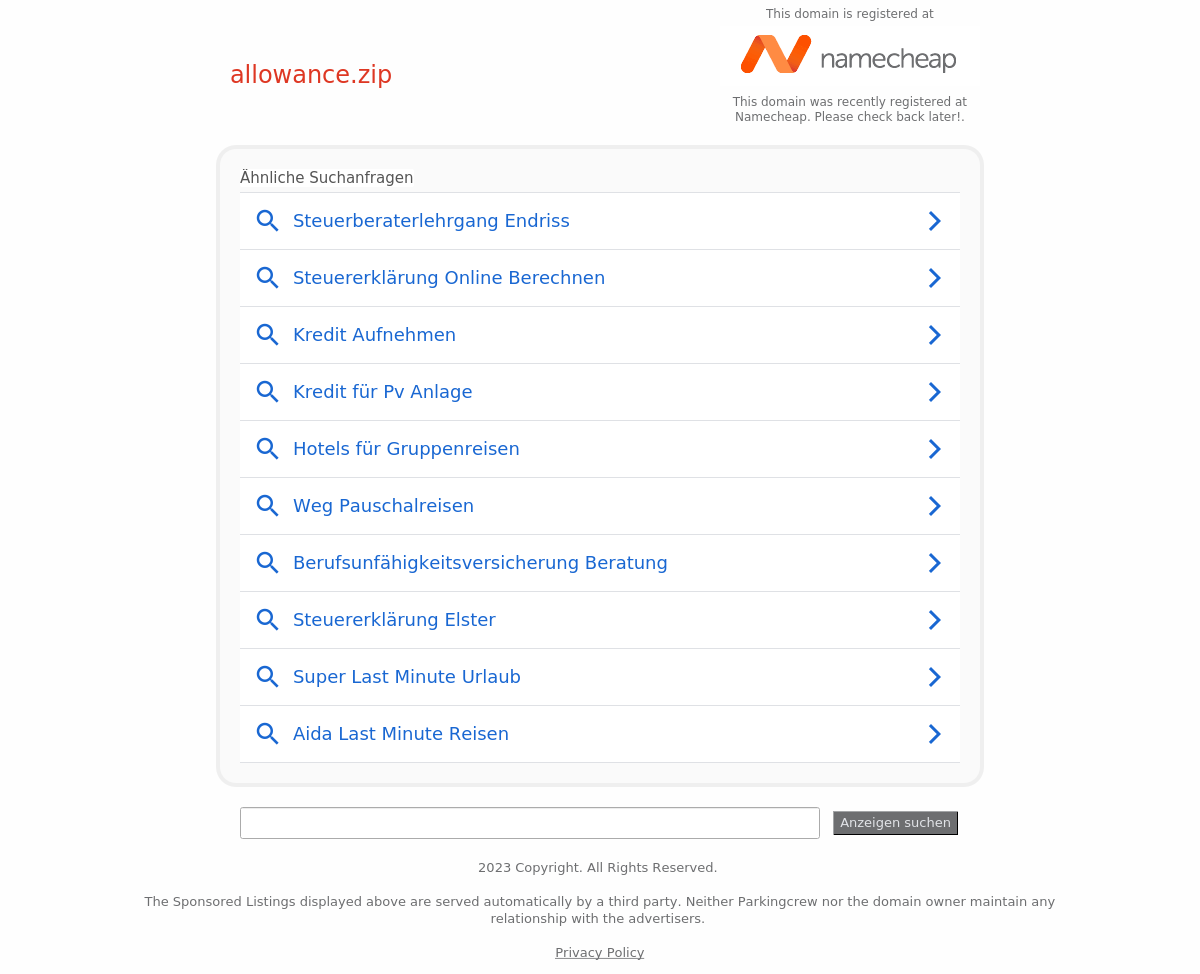 This domain is registered at
namecheap
allowance.zip
This domain was recently registered at
Namecheap. Please check back later!.
Ähnliche Suchanfragen
Steuerberaterlehrgang Endriss
Steuererklärung Online Berechnen
Kredit Aufnehmen
Kredit für Pv Anlage
Hotels für Gruppenreisen
Weg Pauschalreisen
Berufsunfähigkeitsversicherung Beratung
Steuererklärung Elster
Super Last Minute Urlaub
Aida Last Minute Reisen
Anzeigen suchen
2023 Copyright. All Rights Reserved.
The Sponsored Listings displayed above are served automatically by a third party. Neither Parkingcrew nor the domain owner maintain any
relationship with the advertisers.
Privacy Policy